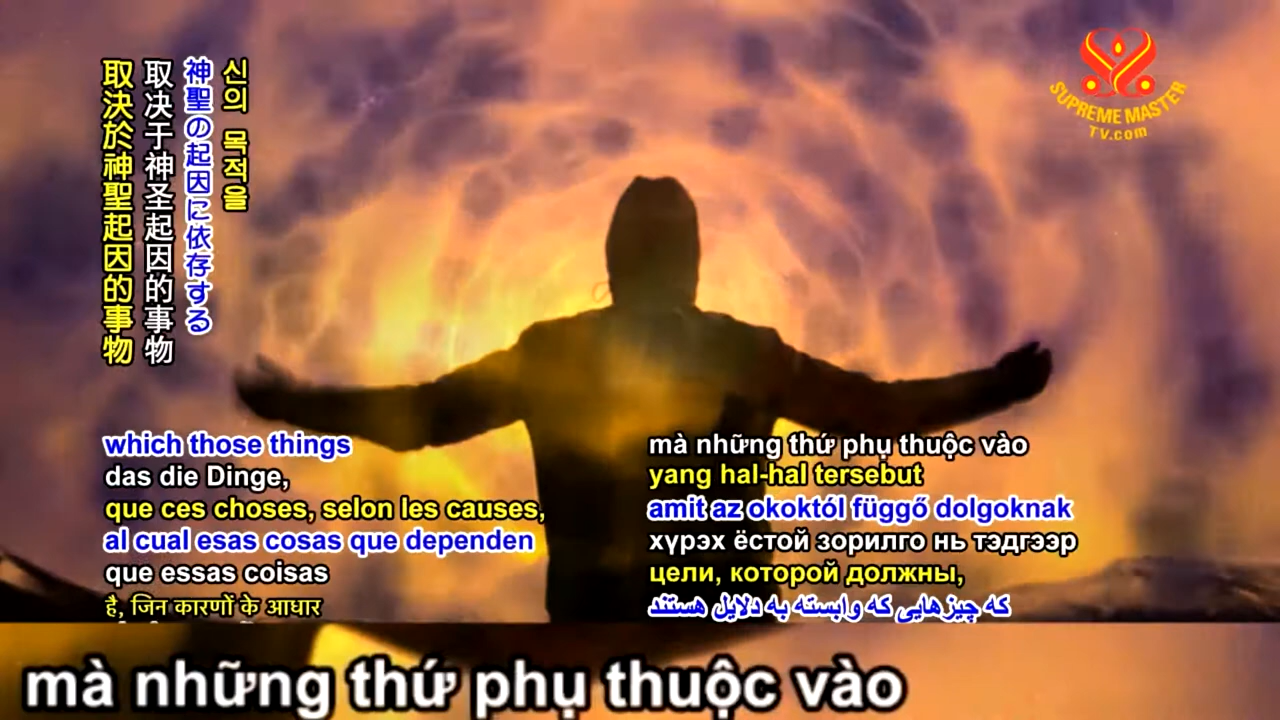 신의 목적을
神聖の起因に依存する
取决于神圣起因的事物
取決於神聖起因的事物
SUPREME MASTER
TV.com
which those things
das die Dinge,
que ces choses, selon les causes,
al cual esas cosas que dependen
que essas coisas
है, जिन कारणों के आधार
mà những thứ phụ thuộc vào
yang hal-hal tersebut
amit az okoktól függő dolgoknak
хүрэх ёстой зорилго нь тэдгээр
цели, которой должны,
که چیزهایی که وابسته به دلایل هستند
mà những thứ phụ thuộc vào